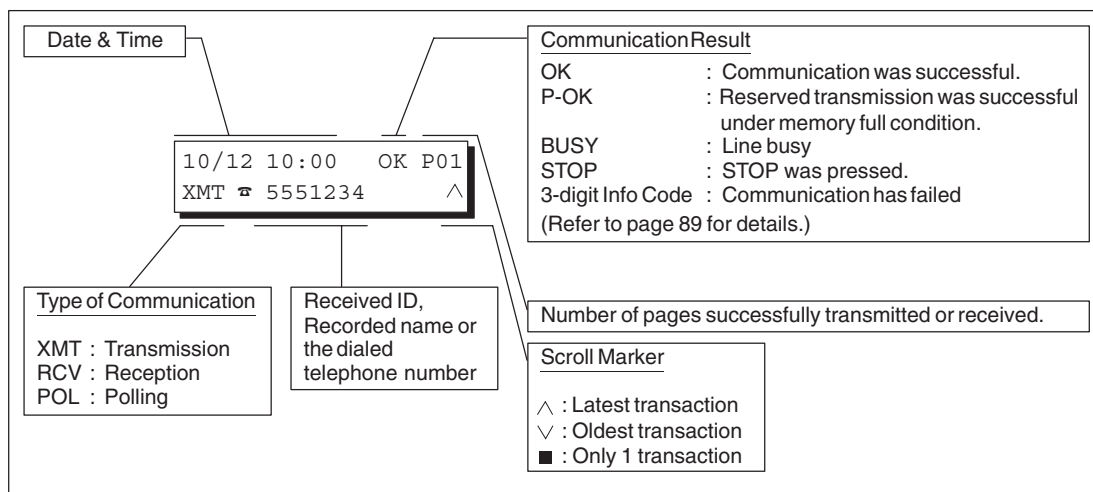 Date & Time
Communication Result
OK : Communication was successful.
P-OK : Reserved transmission was successful
under memory full condition.
BUSY : Line busy
STOP : STOP was pressed.
3-digit Info Code : Communication has failed
(Refer to page 89 for details.)
10/12 10:00 OK P01
XMT ☎ 5551234 ∧
Type of Communication
XMT : Transmission
RCV : Reception
POL : Polling
Received ID,
Recorded name or
the dialed
telephone number
Number of pages successfully transmitted or received.
Scroll Marker
∧ : Latest transaction
∨ : Oldest transaction
■ : Only 1 transaction